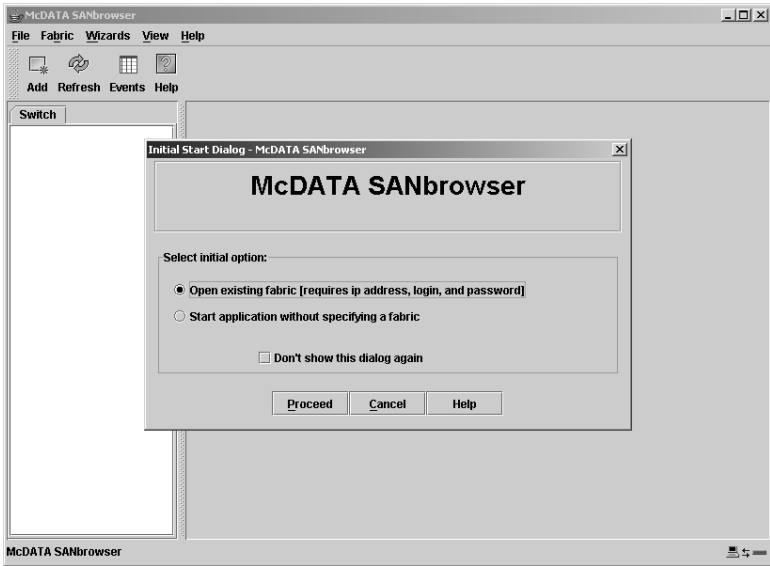 McDATA SANbrowser
File Fabric Wizards View Help
Add Refresh Events Help
Switch
Initial Start Dialog - McDATA SANbrowser
McDATA SANbrowser
Select initial option:
Open existing fabric [requires ip address, login, and password]
Start application without specifying a fabric
Don't show this dialog again
Proceed Cancel Help
McDATA SANbrowser